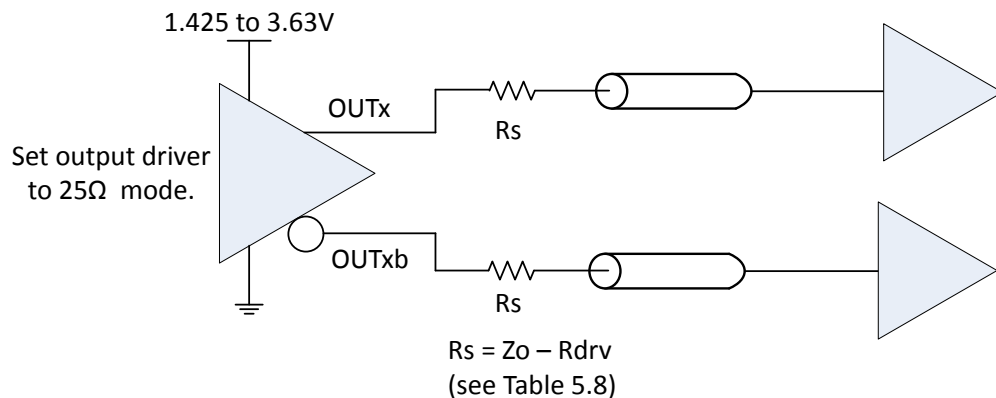 1.425 to 3.63V
OUTx
Rs
Set output driver
to 25Ω mode.
OUTxb
Rs
Rs = Zo – Rdrv
(see Table 5.8)